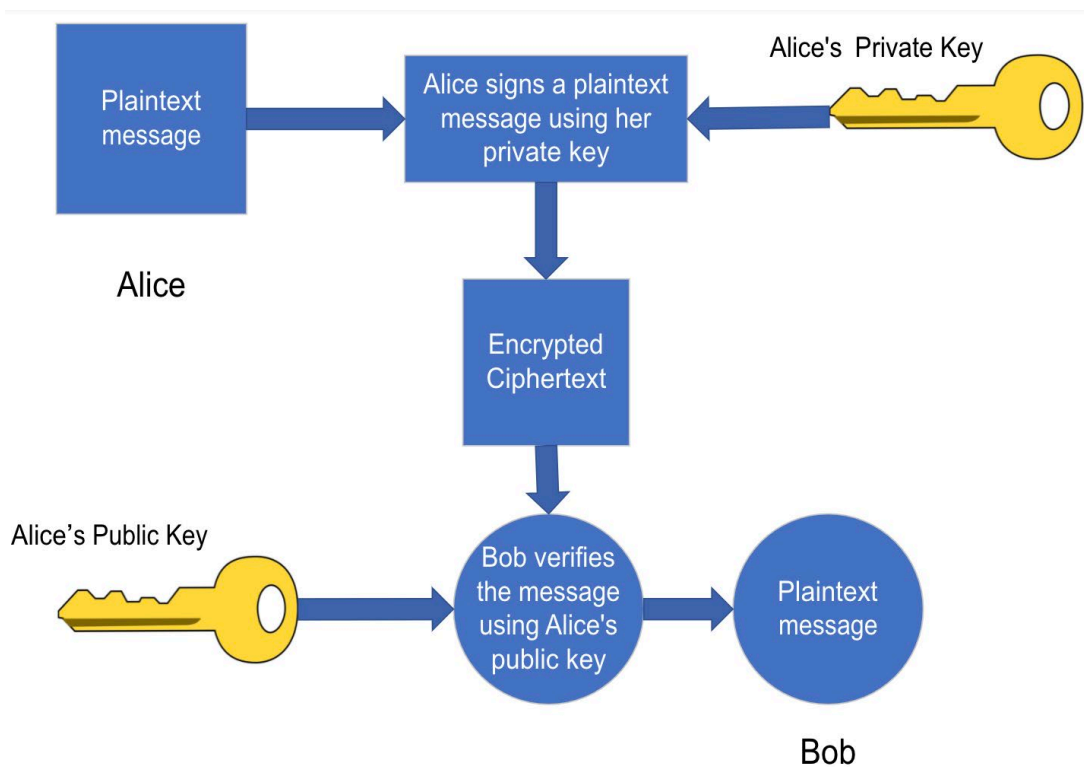 Alice's  Private Key
Plaintext
message
Alice signs a plaintext
message using her
private key
Alice
Encrypted
Ciphertext
Alice’s Public Key
Bob verifies
the message
using Alice's
public key
Plaintext
message
Bob